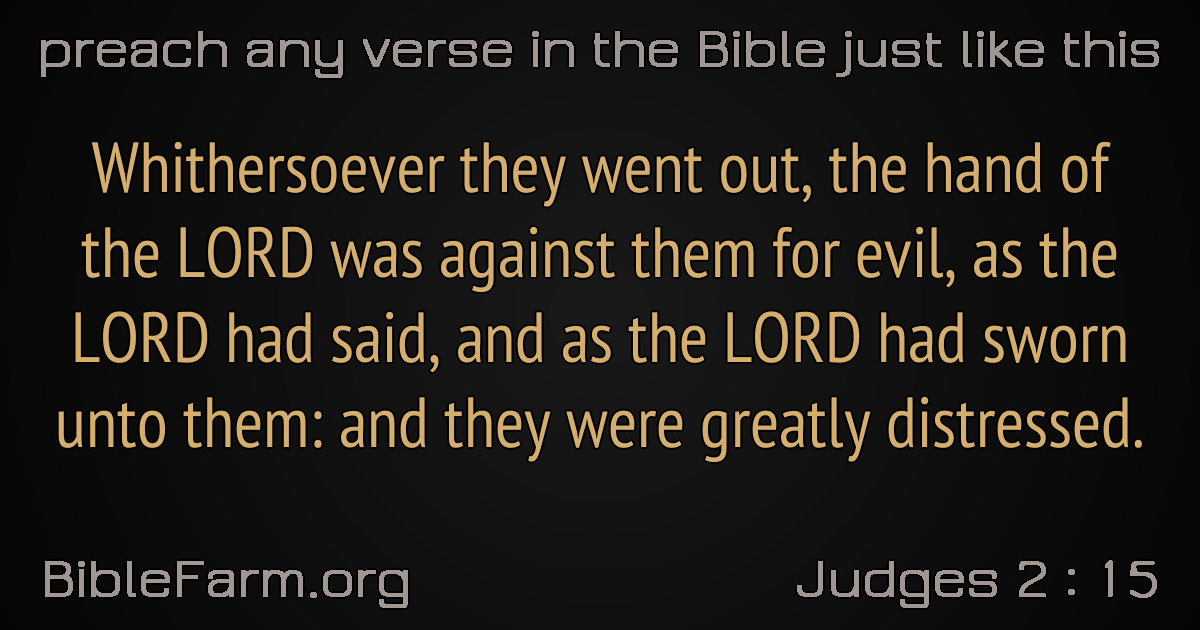 preach any verse in the Bible just like this
Whithersoever they went out, the hand of
the LORD was against them for evil, as the
LORD had said, and as the LORD had sworn
unto them: and they were greatly distressed.
BibleFarm.org
Judges 2 : 15